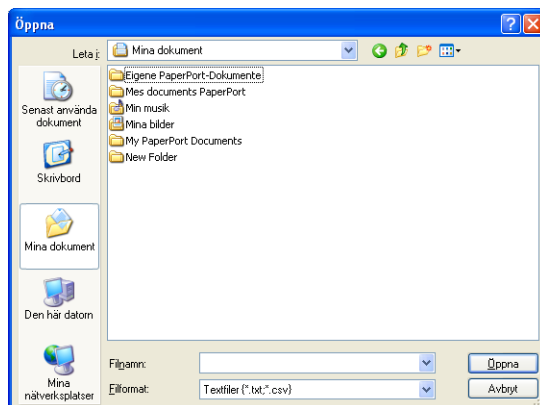 Öppna
Leta i:
Mina dokument
Senast använda
dokument
Skrivbord
Mina dokument
Den här datorn
Mina
nätverksplatser
Eigene PaperPort-Dokumente
Mes documents PaperPort
Min musik
Mina bilder
My PaperPort Documents
New Folder
Filnamn:
Öppna
Filformat:
Textfiler {*.txt;*.csv}
Avbryt